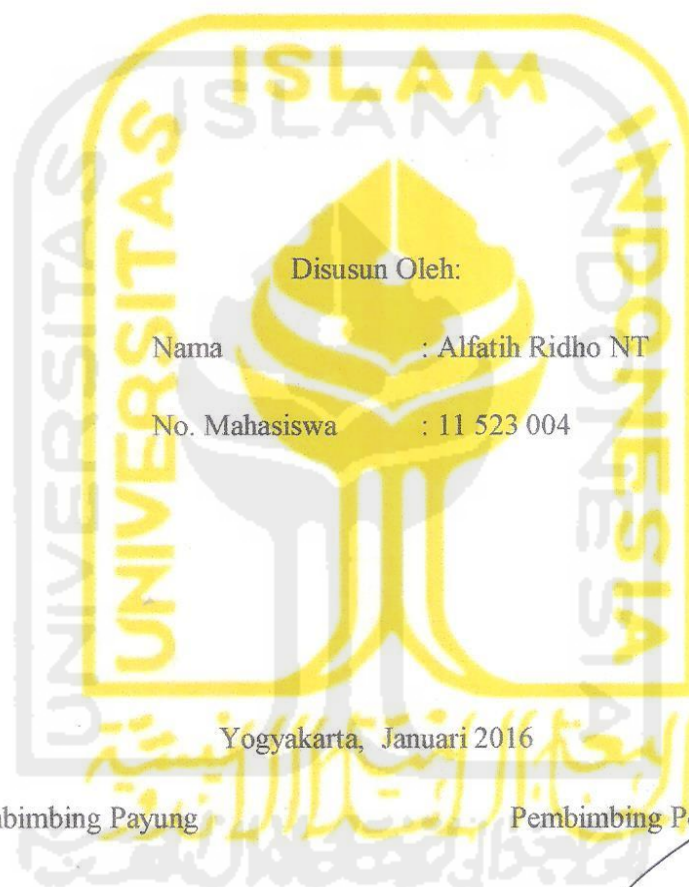 UNIVERSITAS ISLAM INDONESIA
Disusun Oleh:
Nama : Alfatih Ridho NT
No. Mahasiswa : 11 523 004
Yogyakarta, Januari 2016
bimbing Payung Pembimbing